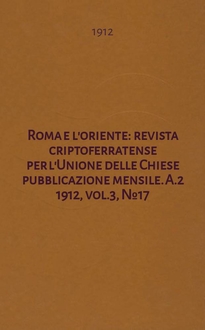 1912
Roma e l'oriente: revista
criptoferratense
per l'Unione delle Chiese
pubblicazione mensile. A.2
1912, vol.3, №17